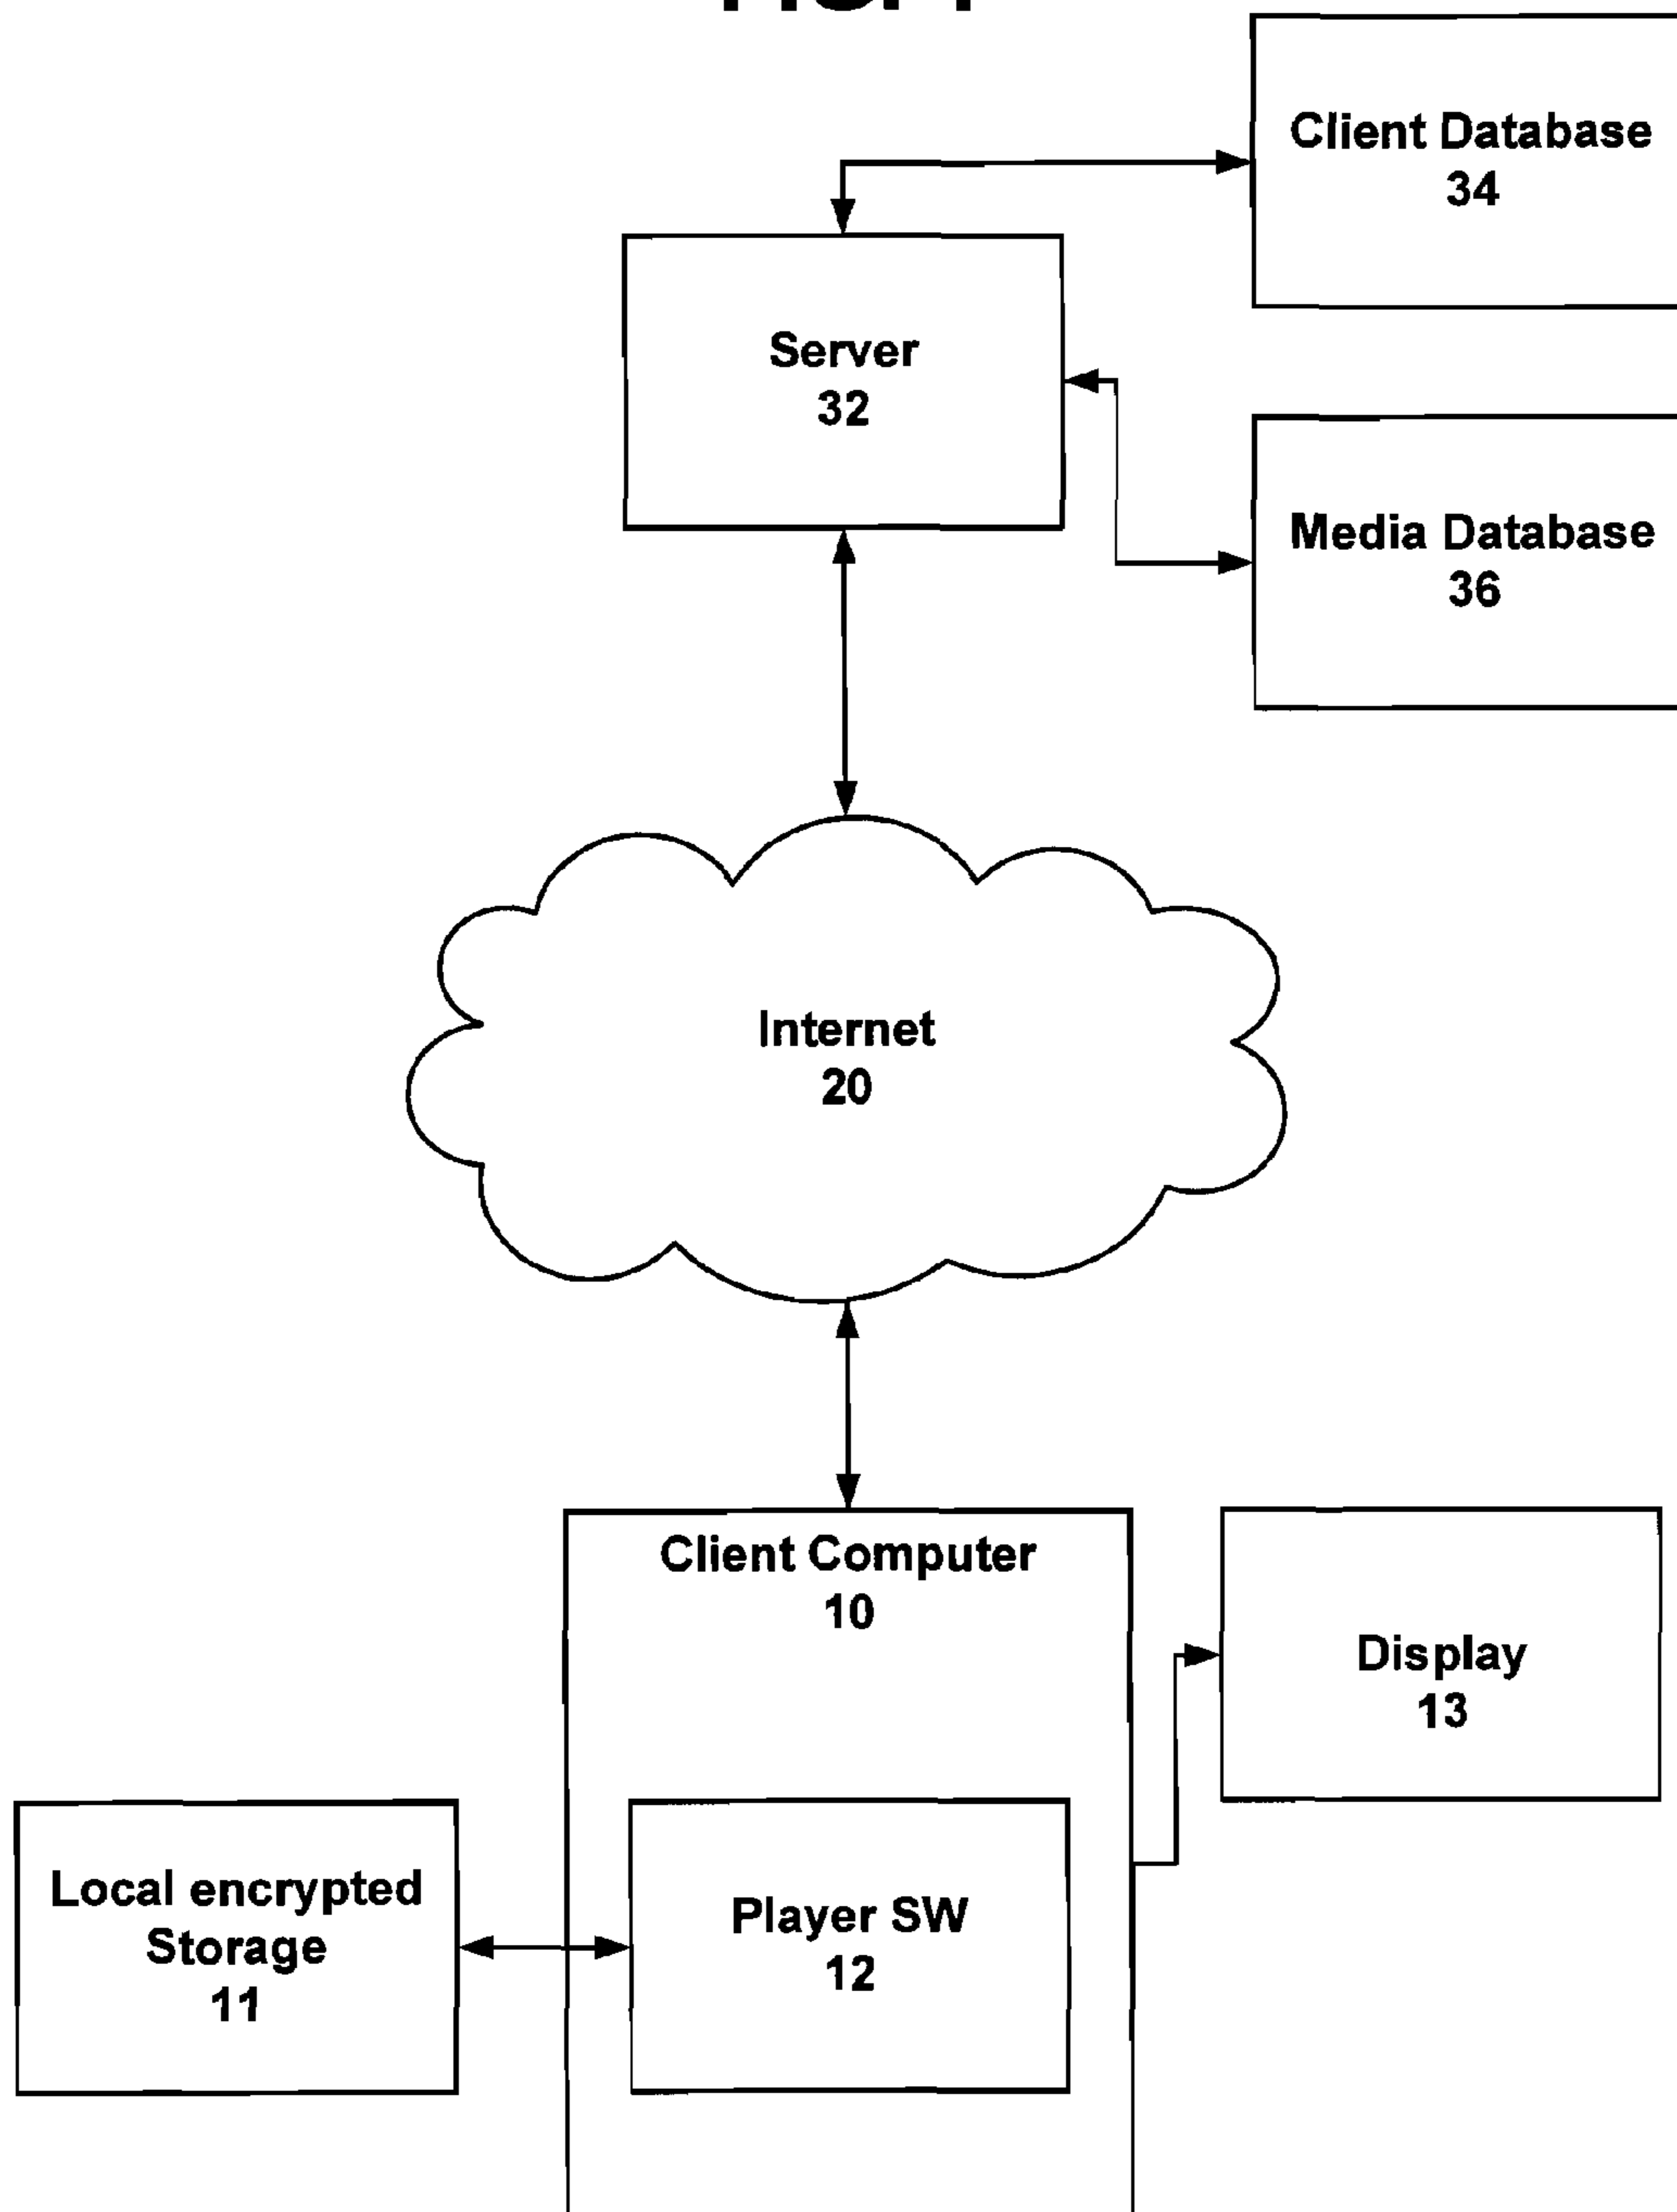 Client Database
34
Server
32
Media Database
36
Internet
20
Client Computer
10
Display
13
Local encrypted
Storage
11
Player SW
12